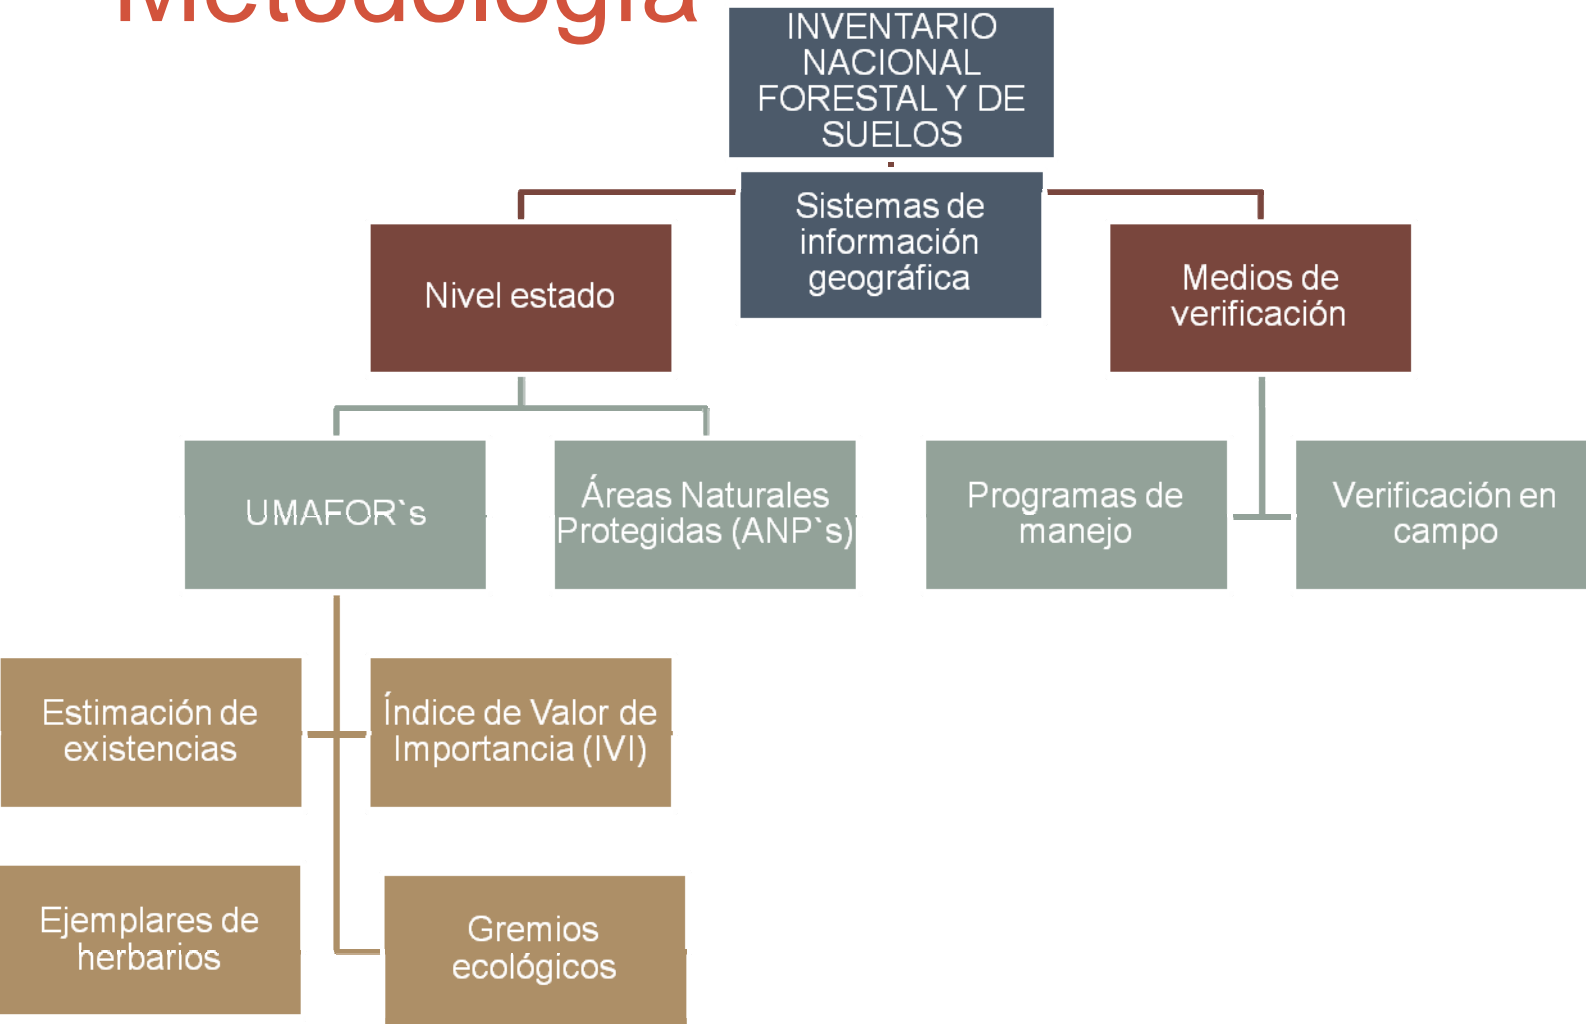 Metodología
INVENTARIO
NACIONAL
FORESTAL Y DE
SUELOS
Sistemas de
información
geográfica
Nivel estado
Medios de
verificación
UMAFOR`s
Áreas Naturales
Protegidas (ANP`s)
Programas de
manejo
Verificación en
campo
Estimación de
existencias
Índice de Valor de
Importancia (IVI)
Ejemplares de
herbarios
Gremios
ecológicos